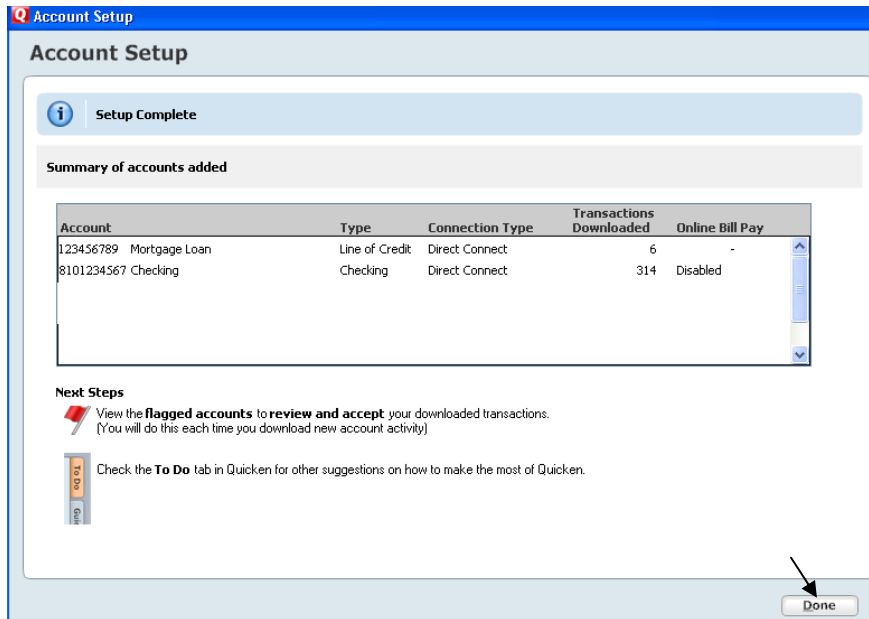 Account Setup
Account Setup
Setup Complete
Summary of accounts added
Account Type Connection Type Transactions Downloaded Online Bill Pay
123456789 Mortgage Loan Line of Credit Direct Connect 6 -
8101234567 Checking Checking Direct Connect 314 Disabled
Next Steps
View the flagged accounts to review and accept your downloaded transactions.
(You will do this each time you download new account activity)
To Do
Check the To Do tab in Quicken for other suggestions on how to make the most of Quicken.
Done